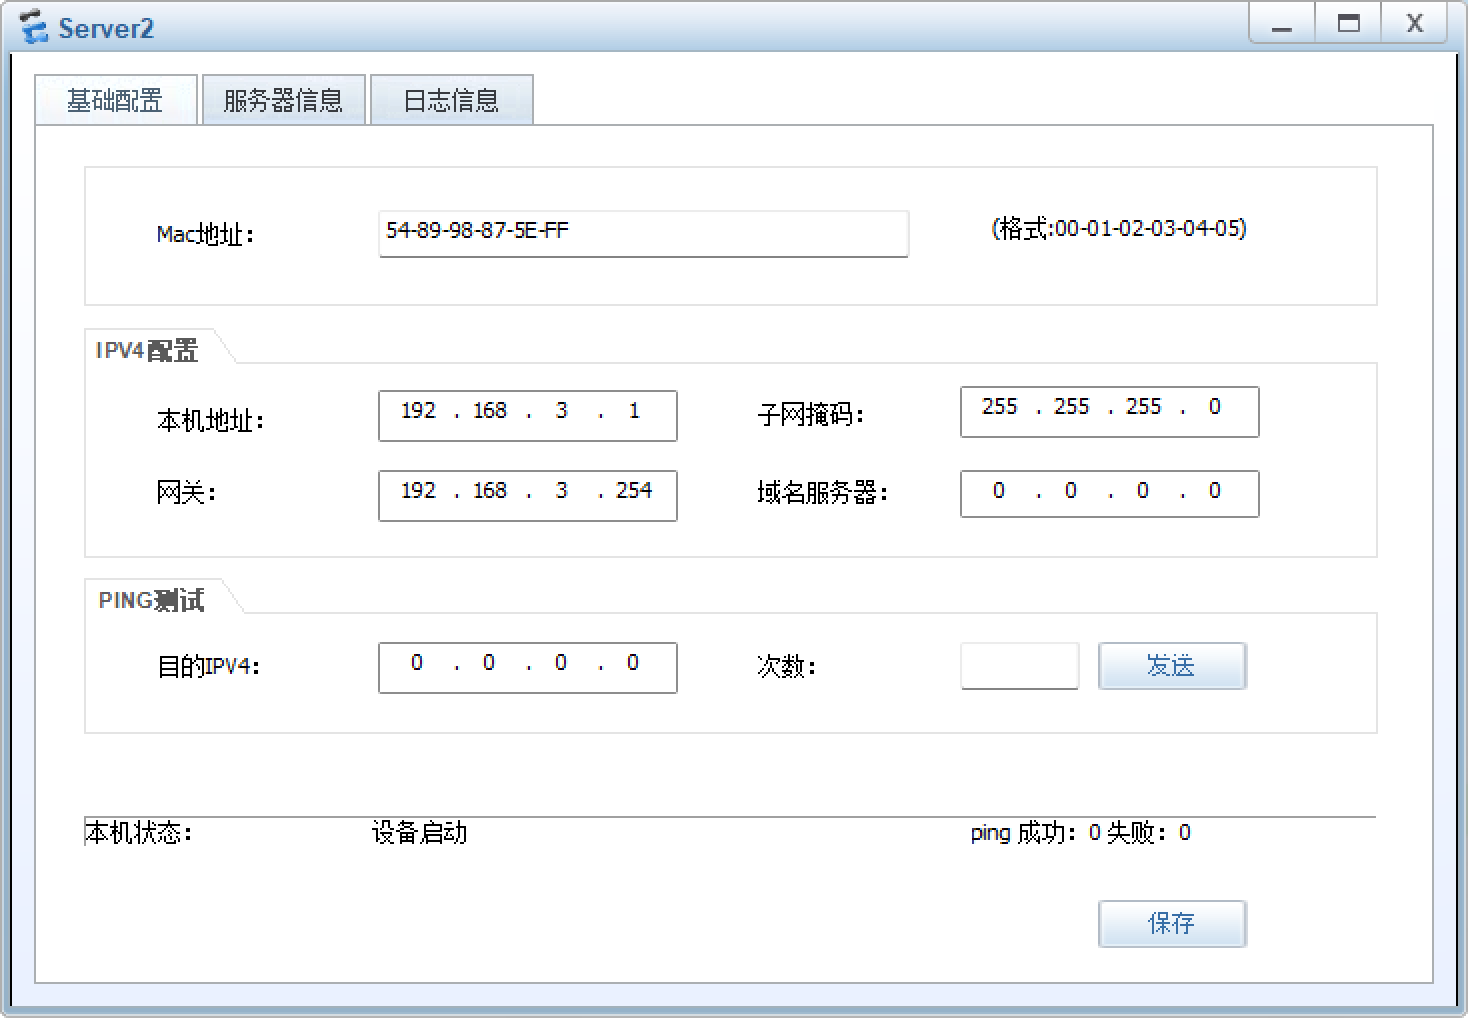 Server2
基础配置 服务器信息 日志信息
Mac地址： 54-89-98-87-5E-FF (格式:00-01-02-03-04-05)
IPV4配置
本机地址： 192 . 168 . 3 . 1 子网掩码： 255 . 255 . 255 . 0
网关： 192 . 168 . 3 . 254 域名服务器： 0 . 0 . 0 . 0
PING测试
目的IPV4： 0 . 0 . 0 . 0 次数： 发送
本机状态： 设备启动 ping 成功：0 失败：0
保存